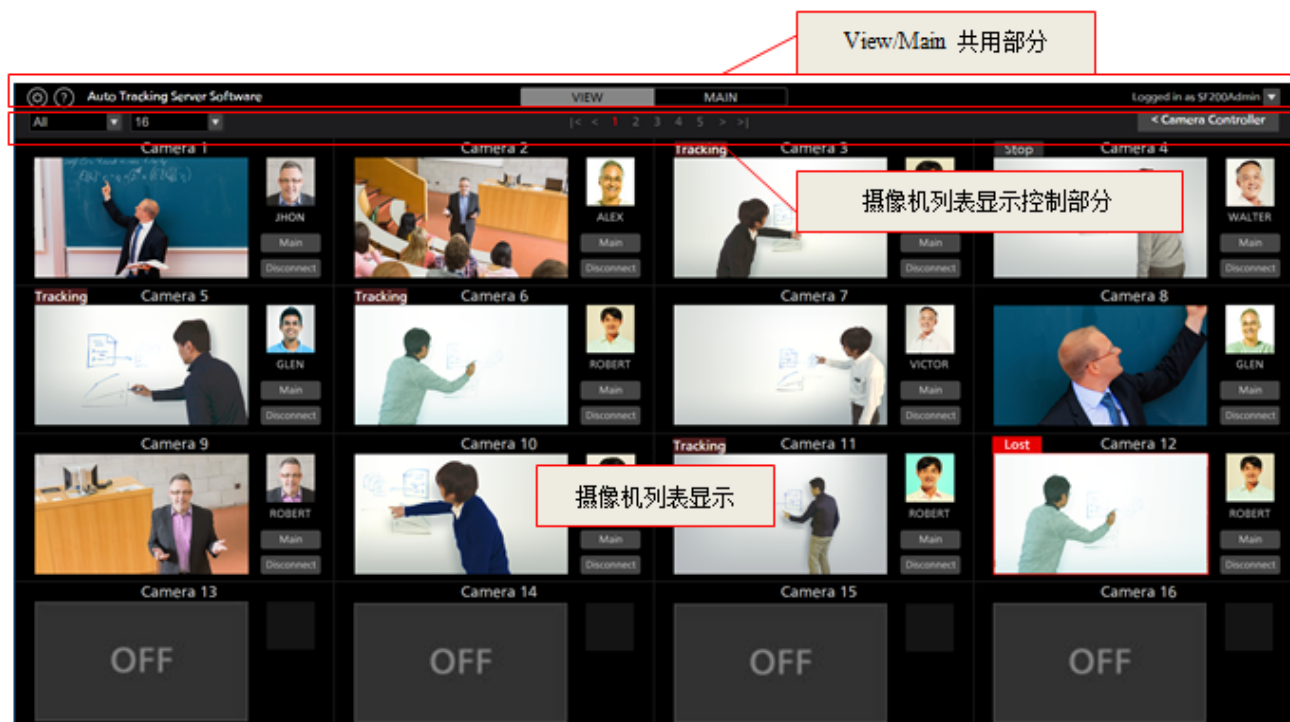 View/Main 共用部分
Auto Tracking Server Software
VIEW
MAIN
Logged in as SF200Admin
All
16
|< < 1 2 3 4 5 > >|
< Camera Controller
Camera 1
Camera 2
Tracking
Camera 3
Stop
Camera 4
摄像机列表显示控制部分
JHON
Main
Disconnect
ALEX
Main
Disconnect
Main
Disconnect
WALTER
Main
Disconnect
Tracking
Camera 5
Tracking
Camera 6
Camera 7
Camera 8
GLEN
Main
Disconnect
ROBERT
Main
Disconnect
VICTOR
Main
Disconnect
GLEN
Main
Disconnect
Camera 9
Camera 10
Tracking
Camera 11
Lost
Camera 12
摄像机列表显示
ROBERT
Main
Disconnect
Main
Disconnect
ROBERT
Main
Disconnect
ROBERT
Main
Disconnect
Camera 13
Camera 14
Camera 15
Camera 16
OFF
OFF
OFF
OFF